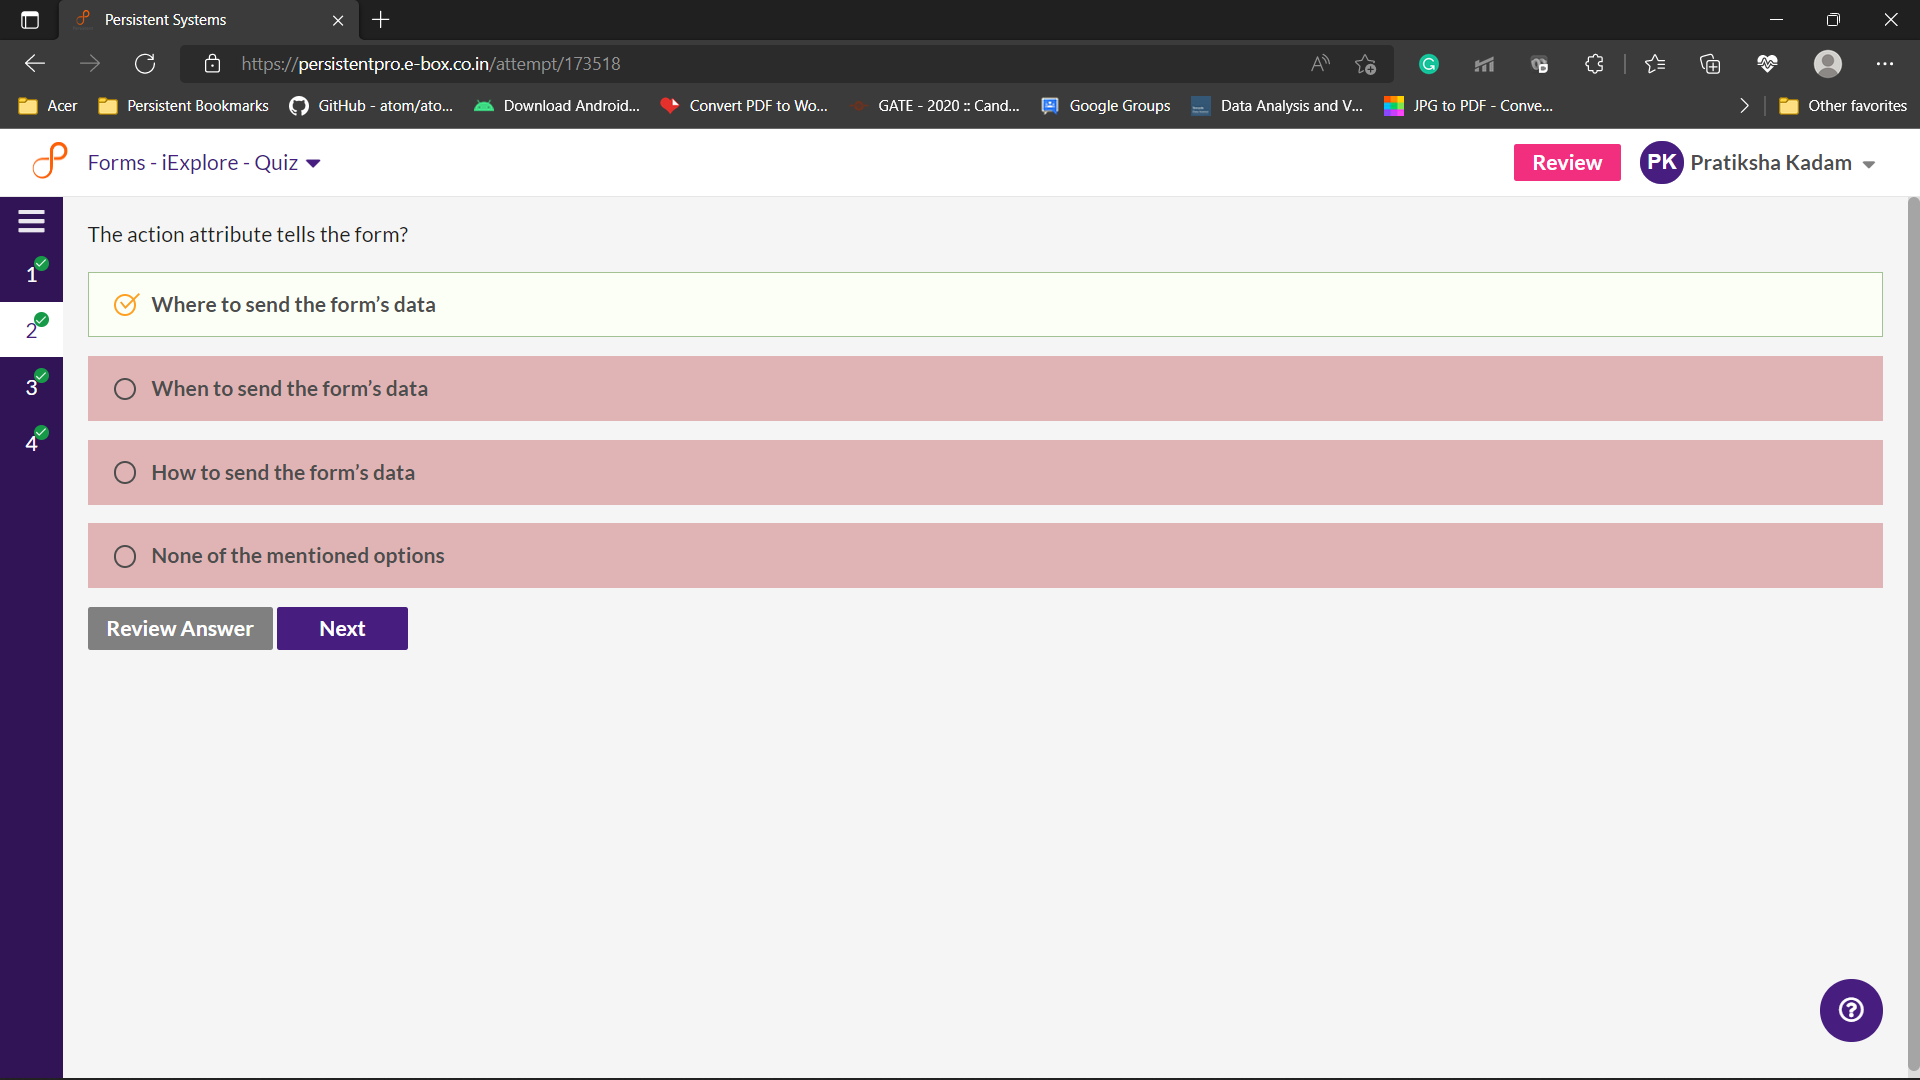 Persistent Systems
https://persistentpro.e-box.co.in/attempt/173518
Acer
Persistent Bookmarks
GitHub - atom/ato...
Download Android...
Convert PDF to Wo...
GATE - 2020 :: Cand...
Google Groups
Data Analysis and V...
JPG to PDF - Conve...
Other favorites
Forms - iExplore - Quiz
Review
PK
Pratiksha Kadam
The action attribute tells the form?
1
2
3
4
Where to send the form’s data
When to send the form’s data
How to send the form’s data
None of the mentioned options
Review Answer
Next